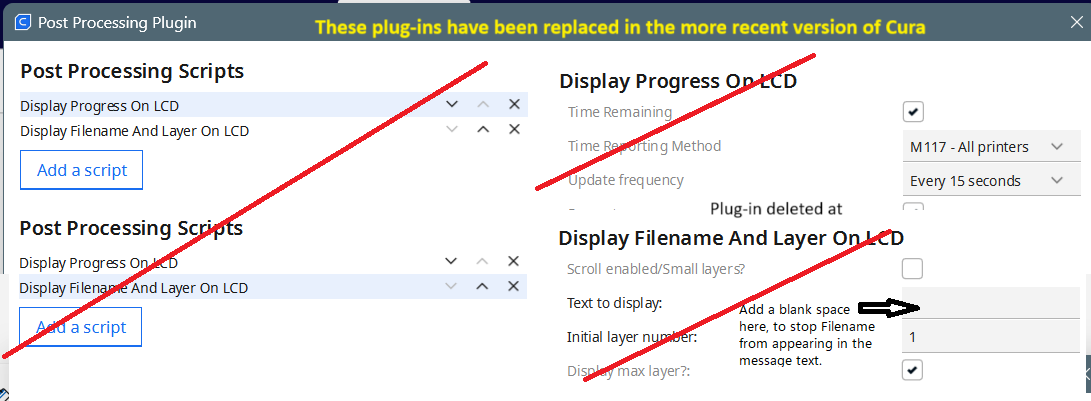 Post Processing Plugin
These plug-ins have been replaced in the more recent version of Cura
Post Processing Scripts
Display Progress On LCD
Display Filename And Layer On LCD
Add a script
Display Progress On LCD
Time Remaining
Time Reporting Method
M117 - All printers
Update frequency
Every 15 seconds
Plug-in deleted at
Post Processing Scripts
Display Progress On LCD
Display Filename And Layer On LCD
Add a script
Display Filename And Layer On LCD
Scroll enabled/Small layers?
Text to display:
Add a blank space
here, to stop Filename
from appearing in the
message text.
Initial layer number:
1
Display max layer?: